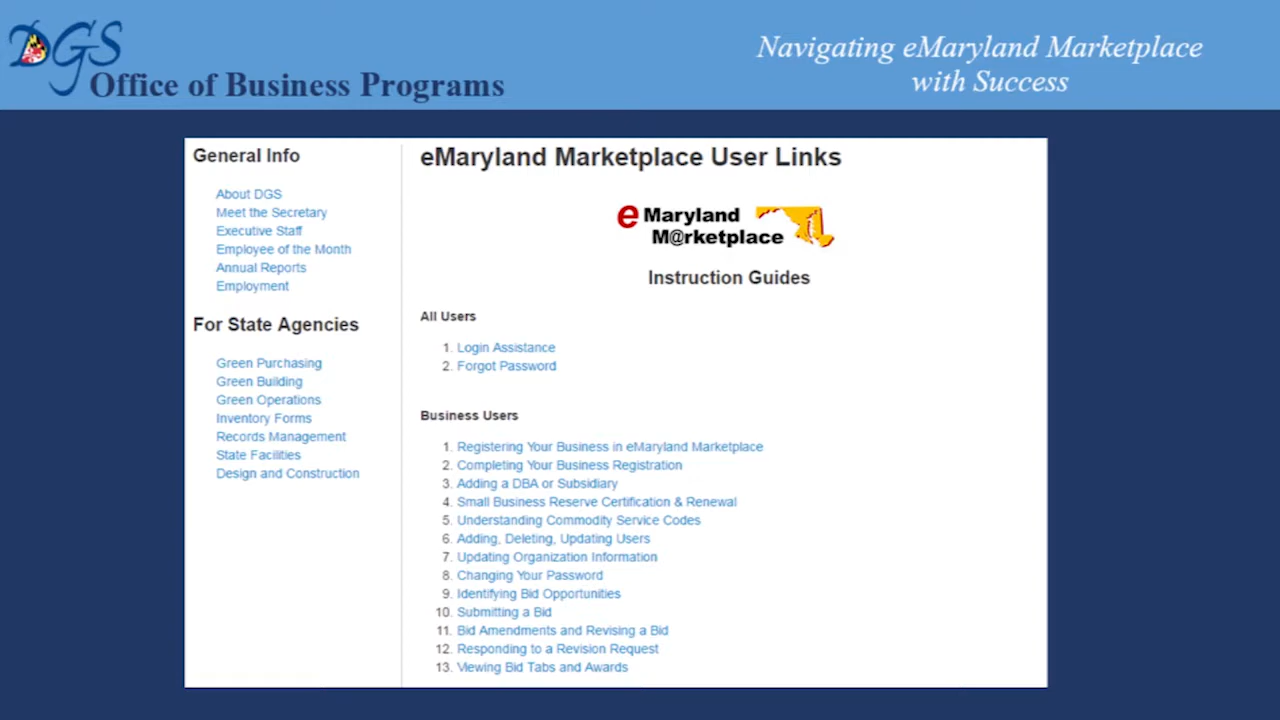 DGS
Office of Business Programs
Navigating eMaryland Marketplace
with Success
General Info
About DGS
Meet the Secretary
Executive Staff
Employee of the Month
Annual Reports
Employment
For State Agencies
Green Purchasing
Green Building
Green Operations
Inventory Forms
Records Management
State Facilities
Design and Construction
eMaryland Marketplace User Links
eMaryland
M@rketplace
Instruction Guides
All Users
1. Login Assistance
2. Forgot Password
Business Users
1. Registering Your Business in eMaryland Marketplace
2. Completing Your Business Registration
3. Adding a DBA or Subsidiary
4. Small Business Reserve Certification & Renewal
5. Understanding Commodity Service Codes
6. Adding, Deleting, Updating Users
7. Updating Organization Information
8. Changing Your Password
9. Identifying Bid Opportunities
10. Submitting a Bid
11. Bid Amendments and Revising a Bid
12. Responding to a Revision Request
13. Viewing Bid Tabs and Awards